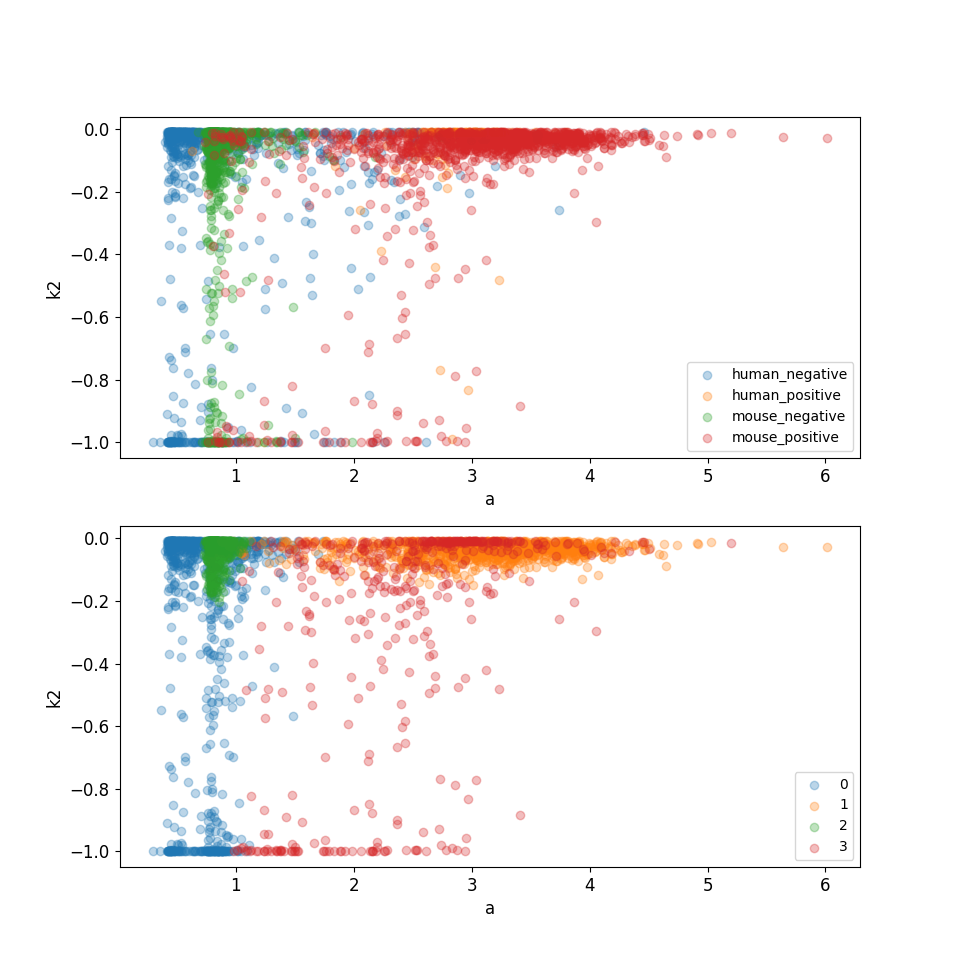 0.0
−0.2
−0.4
−0.6
−0.8
−1.0
k2
human_negative
human_positive
mouse_negative
mouse_positive
1 2 3 4 5 6
a
0.0
−0.2
−0.4
−0.6
−0.8
−1.0
k2
0
1
2
3
1 2 3 4 5 6
a